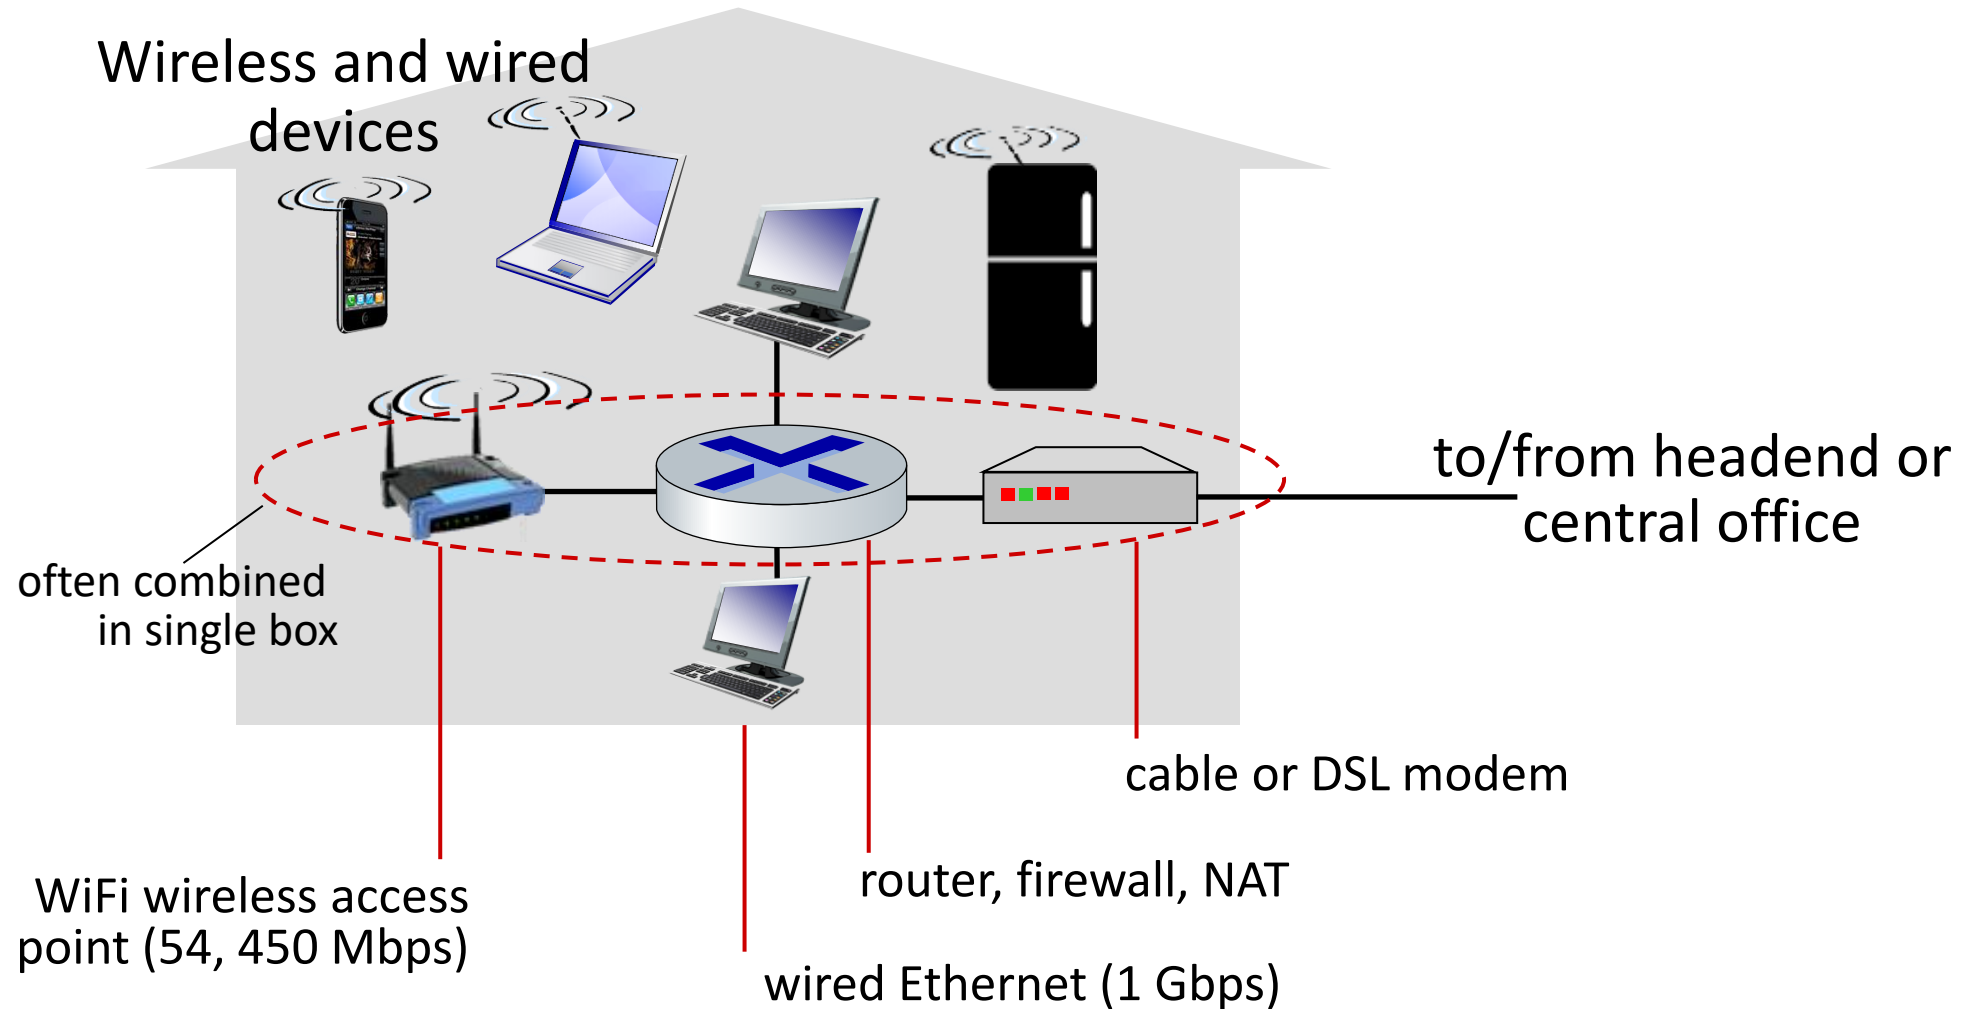 Wireless and wired
devices
to/from headend or
central office
often combined
in single box
cable or DSL modem
router, firewall, NAT
WiFi wireless access
point (54, 450 Mbps)
wired Ethernet (1 Gbps)